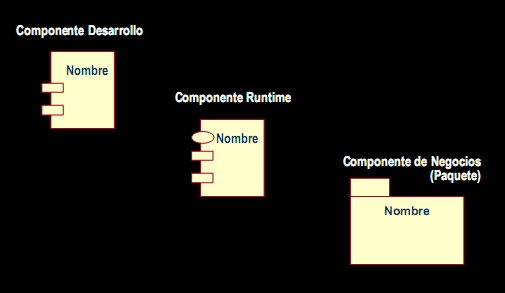 Componente Desarrollo
Nombre
Componente Runtime
Nombre
Componente de Negocios
(Paquete)
Nombre